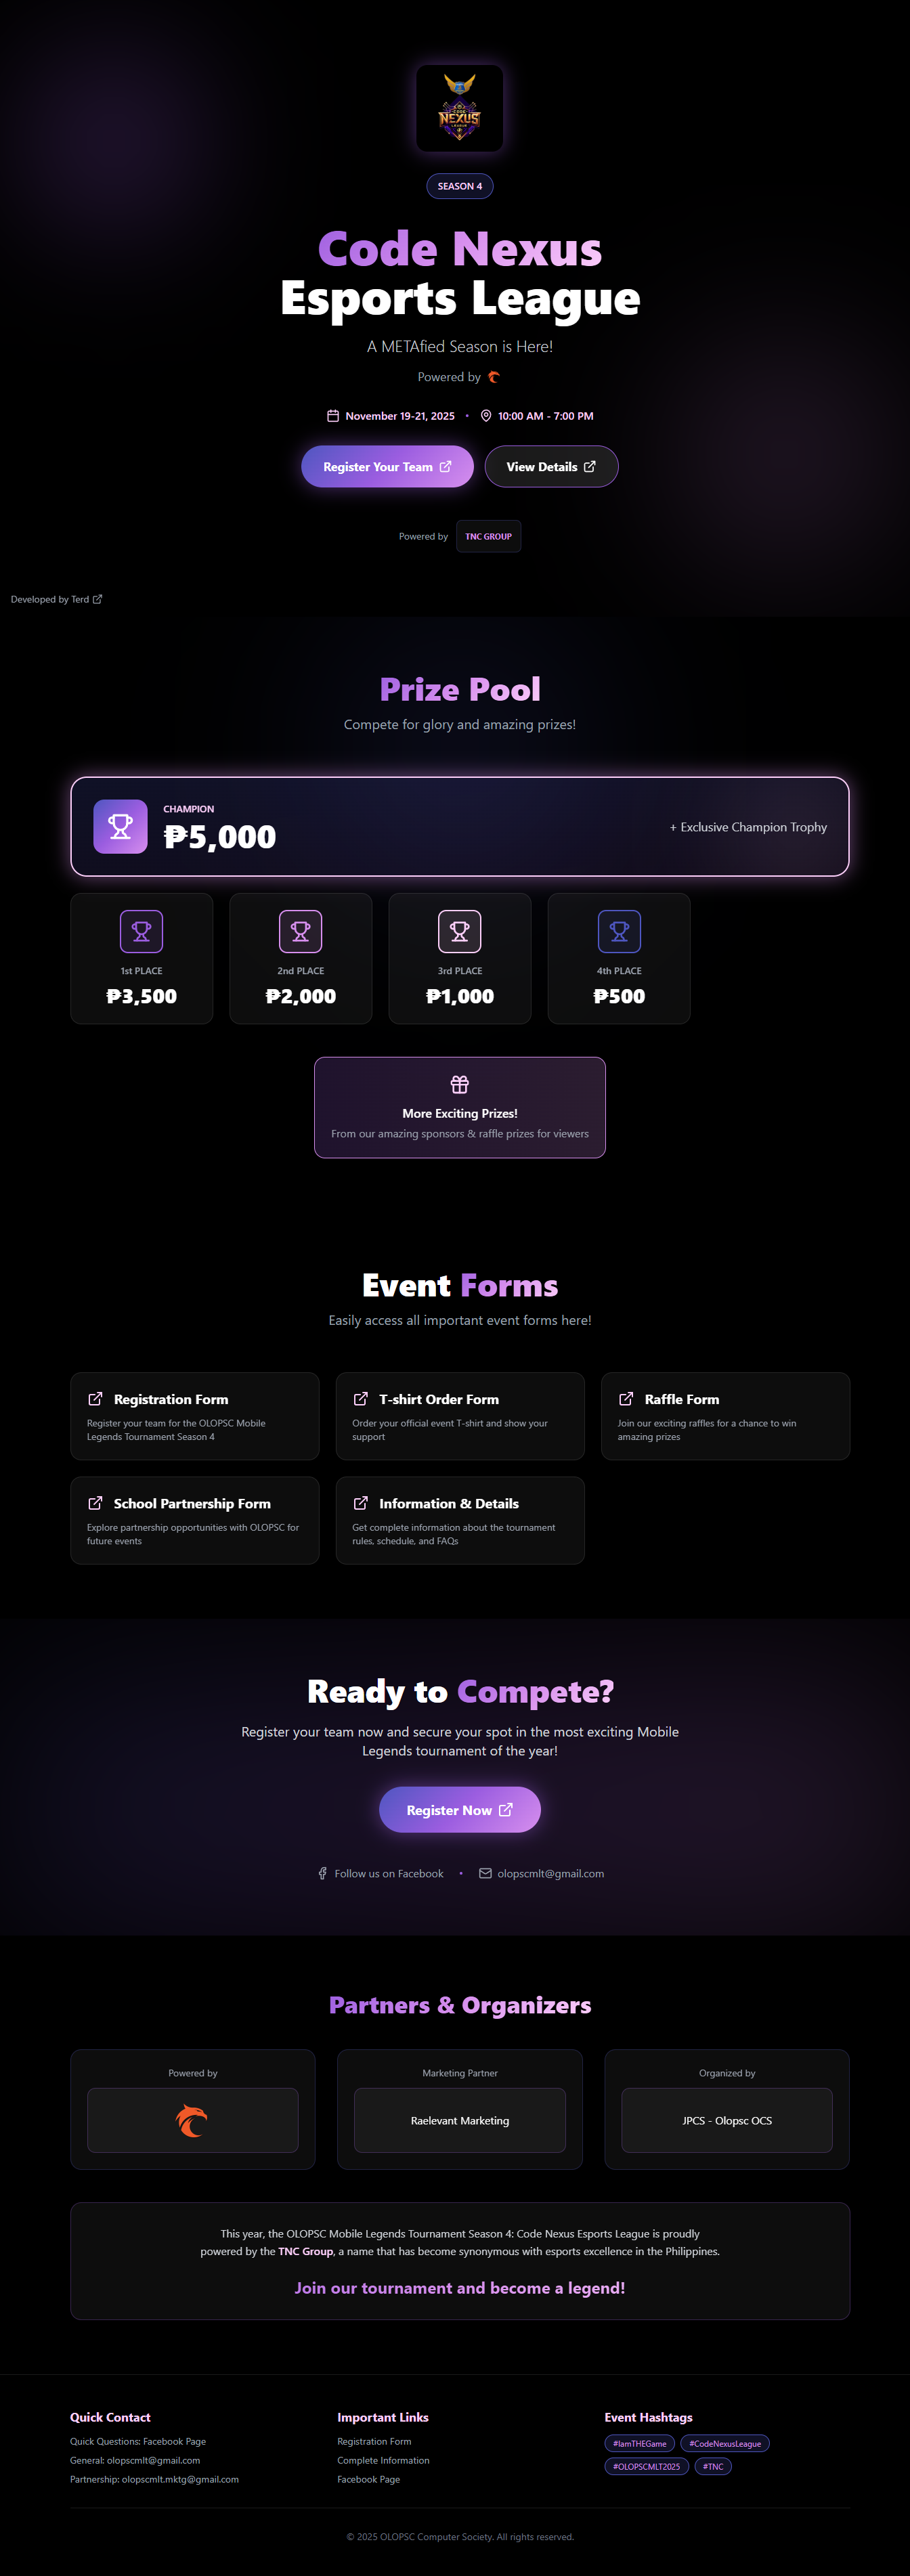 CODE
NEXUS
LEAGUE
SEASON 4
Code Nexus
Esports League
A METAfied Season is Here!
Powered by
November 19-21, 2025 • 10:00 AM - 7:00 PM
Register Your Team
View Details
Powered by TNC GROUP
Developed by Terd
Prize Pool
Compete for glory and amazing prizes!
CHAMPION
₱5,000
+ Exclusive Champion Trophy
1st PLACE
₱3,500
2nd PLACE
₱2,000
3rd PLACE
₱1,000
4th PLACE
₱500
More Exciting Prizes!
From our amazing sponsors & raffle prizes for viewers
Event Forms
Easily access all important event forms here!
Registration Form
Register your team for the OLOPSC Mobile
Legends Tournament Season 4
T-shirt Order Form
Order your official event T-shirt and show your
support
Raffle Form
Join our exciting raffles for a chance to win
amazing prizes
School Partnership Form
Explore partnership opportunities with OLOPSC for
future events
Information & Details
Get complete information about the tournament
rules, schedule, and FAQs
Ready to Compete?
Register your team now and secure your spot in the most exciting Mobile
Legends tournament of the year!
Register Now
Follow us on Facebook • olopscmlt@gmail.com
Partners & Organizers
Powered by
Marketing Partner
Raelevant Marketing
Organized by
JPCS - Olopsc OCS
This year, the OLOPSC Mobile Legends Tournament Season 4: Code Nexus Esports League is proudly
powered by the TNC Group, a name that has become synonymous with esports excellence in the Philippines.
Join our tournament and become a legend!
Quick Contact
Quick Questions: Facebook Page
General: olopscmlt@gmail.com
Partnership: olopscmlt.mktg@gmail.com
Important Links
Registration Form
Complete Information
Facebook Page
Event Hashtags
#IamTHEGame
#CodeNexusLeague
#OLOPSCMLT2025
#TNC
© 2025 OLOPSC Computer Society. All rights reserved.